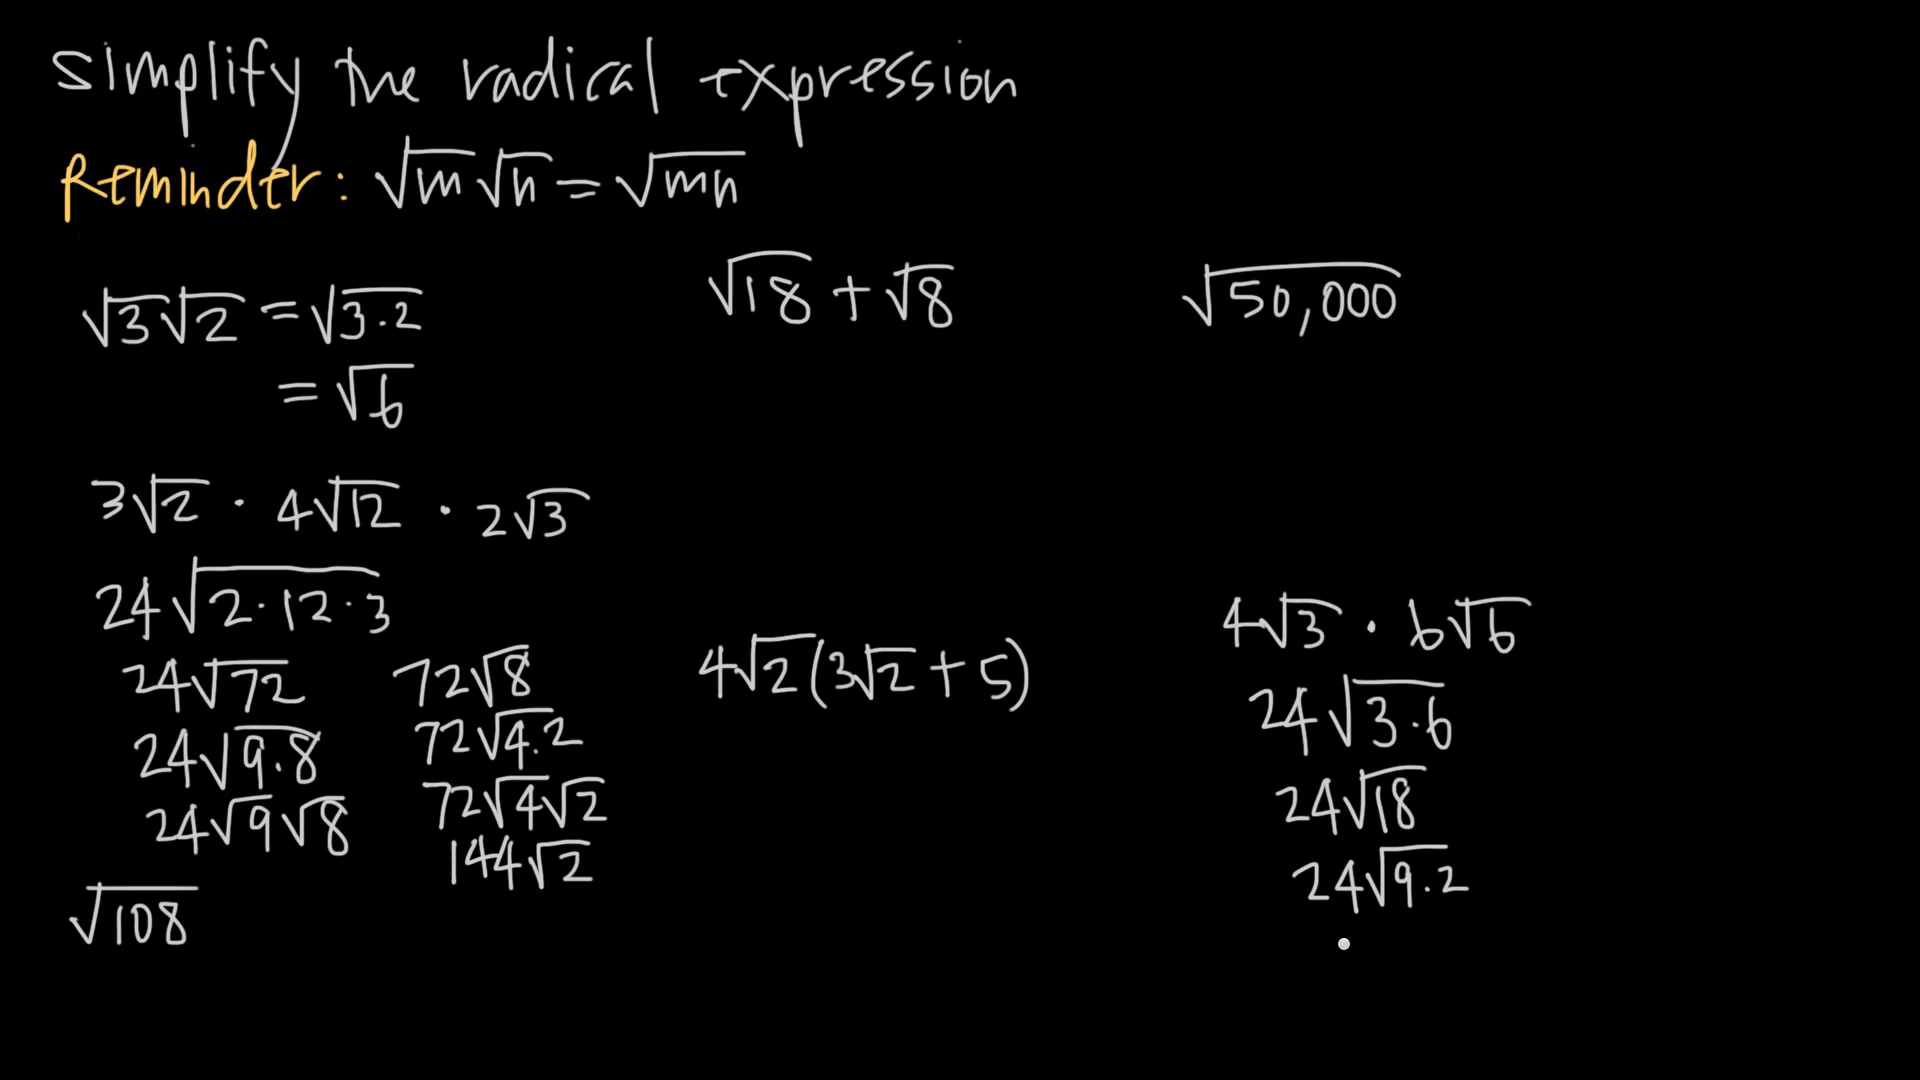 simplify the radical expression
Reminder: √m √n = √mn
√3 √2 = √3·2
= √6
3√2 · 4√12 · 2√3
24√2·12·3
24√72
24√9·8
24√9 √8
72√8
72√4·2
72√4 √2
144√2
√108
√18 + √8
4√2(3√2 + 5)
√50,000
4√3 · 6√6
24√3·6
24√18
24√9·2